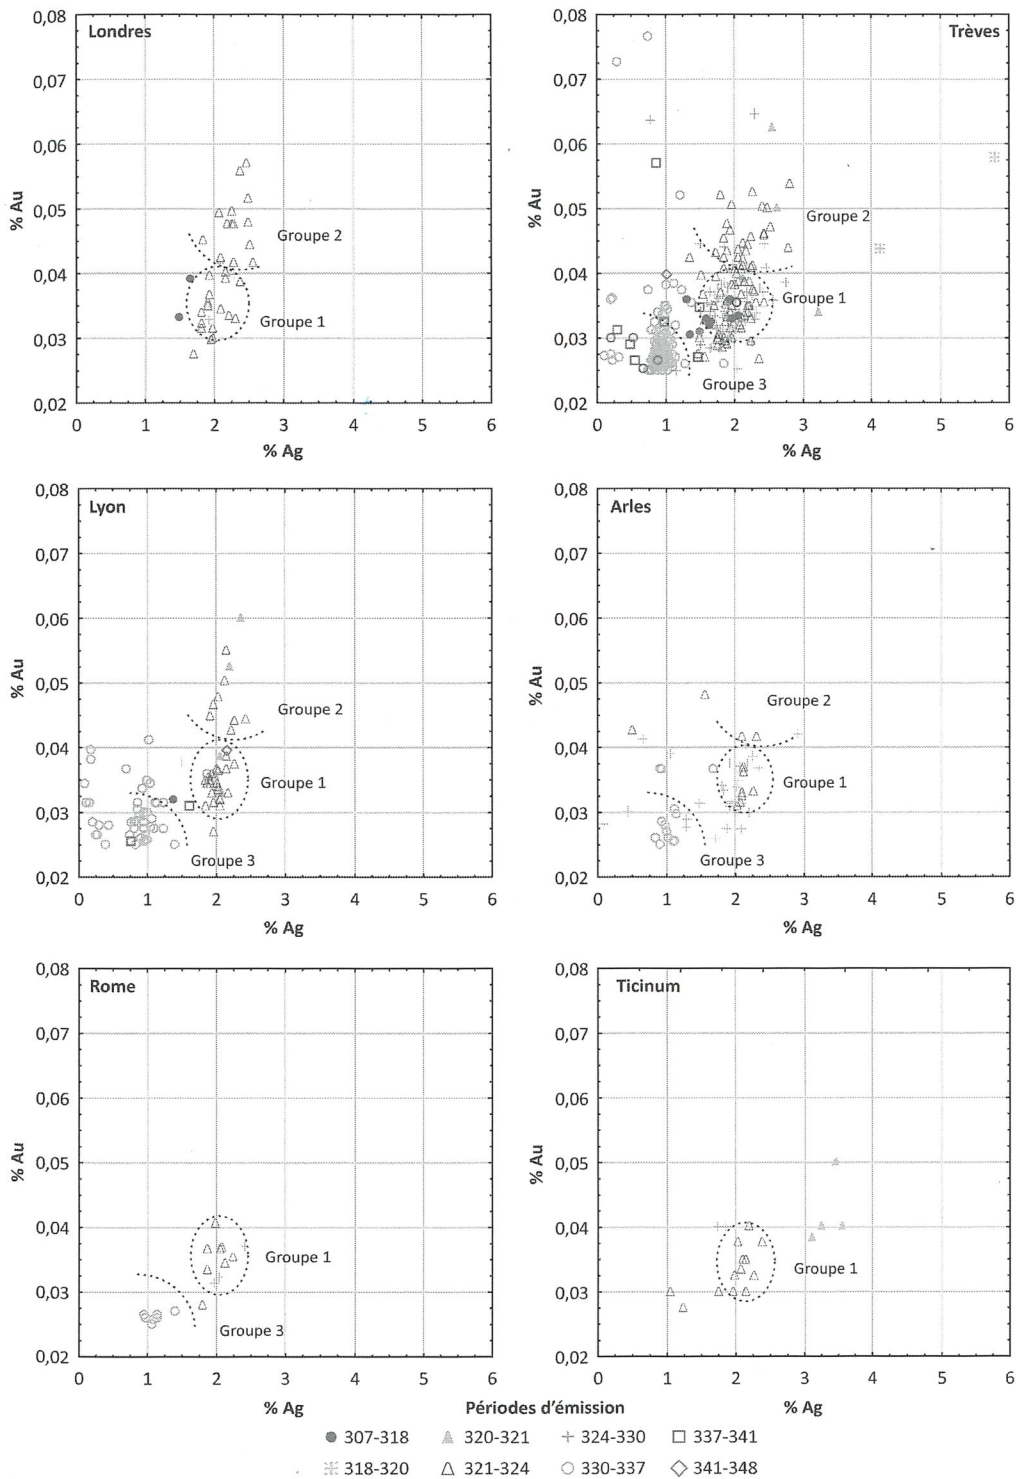 0,08
Londres
0,07
0,06
0,05
Groupe 2
0,04
Groupe 1
0,03
0,02
0 1 2 3 4 5 6
% Au
% Ag
0,08
Trèves
0,07
0,06
0,05
Groupe 2
0,04
Groupe 1
0,03
Groupe 3
0,02
0 1 2 3 4 5 6
% Au
% Ag
0,08
Lyon
0,07
0,06
0,05
Groupe 2
0,04
Groupe 1
0,03
Groupe 3
0,02
0 1 2 3 4 5 6
% Au
% Ag
0,08
Arles
0,07
0,06
0,05
Groupe 2
0,04
Groupe 1
0,03
Groupe 3
0,02
0 1 2 3 4 5 6
% Au
% Ag
0,08
Rome
0,07
0,06
0,05
0,04
Groupe 1
0,03
Groupe 3
0,02
0 1 2 3 4 5 6
% Au
% Ag
0,08
Ticinum
0,07
0,06
0,05
0,04
Groupe 1
0,03
0,02
0 1 2 3 4 5 6
% Au
% Ag
Périodes d'émission
307-318 320-321 324-330 337-341
318-320 321-324 330-337 341-348